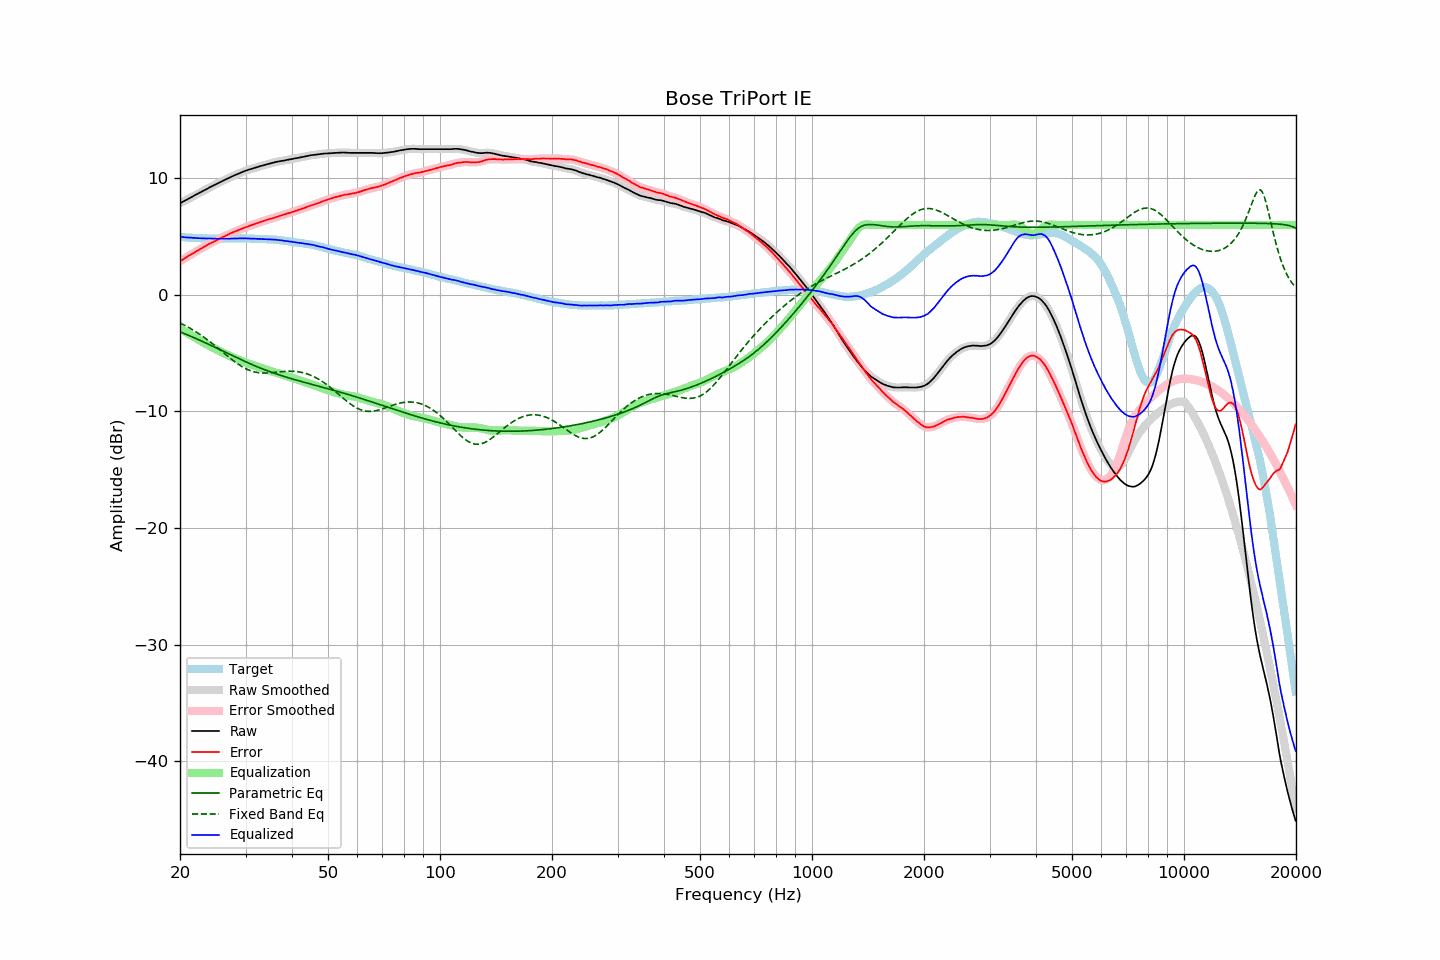 Bose TriPort IE
Amplitude (dBr)
10
0
−10
−20
−30
−40
Target
Raw Smoothed
Error Smoothed
Raw
Error
Equalization
Parametric Eq
Fixed Band Eq
Equalized
20 50 100 200 500 1000 2000 5000 10000 20000
Frequency (Hz)